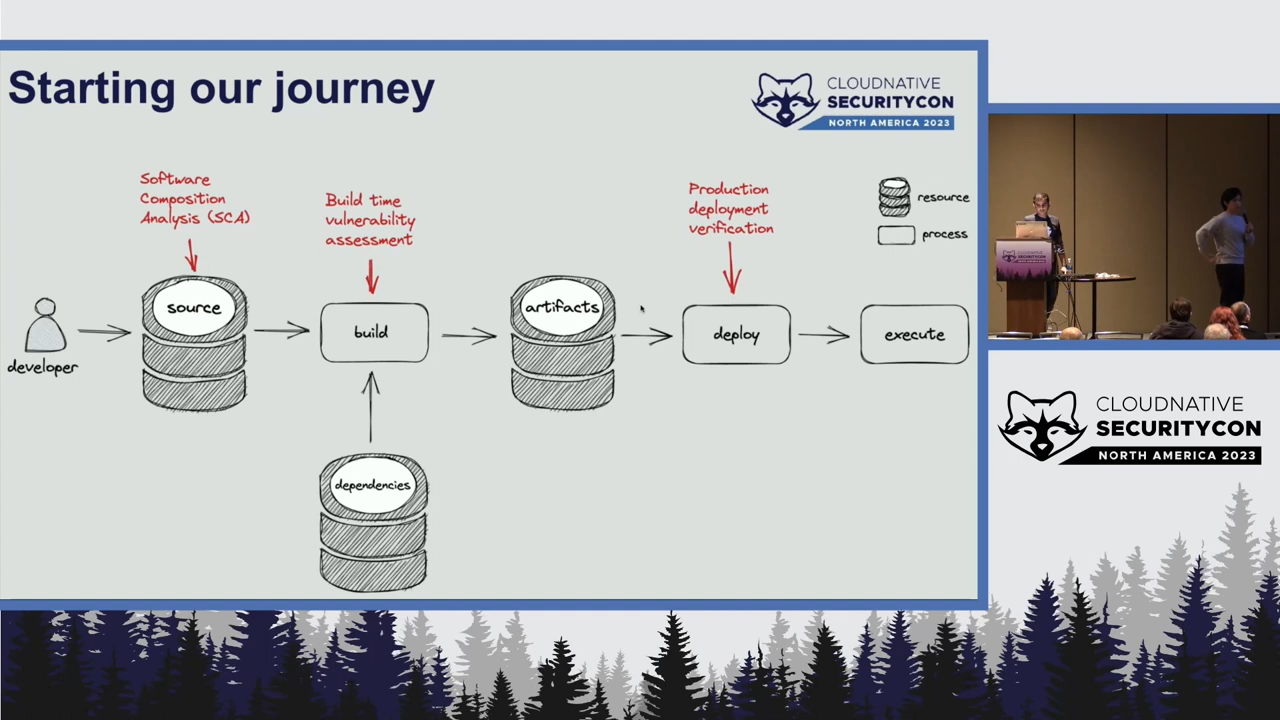 Starting our journey
CLOUDNATIVE
SECURITYCON
NORTH AMERICA 2023
Software
Composition
Analysis (SCA)
Build time
vulnerability
assessment
Production
deployment
verification
resource
process
developer
source
build
artifacts
deploy
execute
dependencies
CLOUDNATIVE
SECURITYCON
NORTH AMERICA 2023